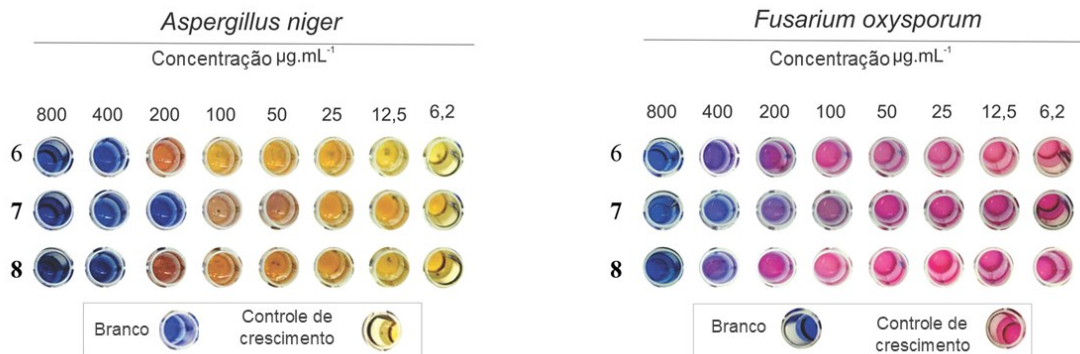 Aspergillus niger
Concentração µg.mL⁻¹
800 400 200 100 50 25 12,5 6,2
6
7
8
Branco Controle de crescimento
Fusarium oxysporum
Concentração µg.mL⁻¹
800 400 200 100 50 25 12,5 6,2
6
7
8
Branco Controle de crescimento